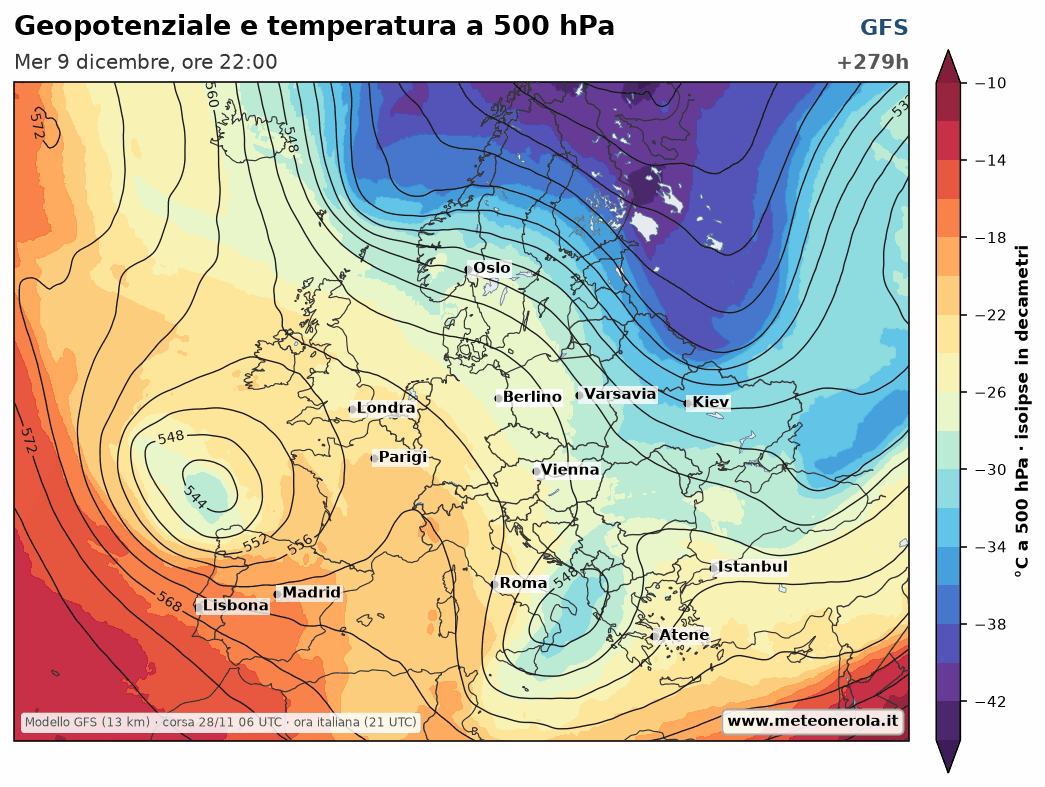 Geopotenziale e temperatura a 500 hPa
GFS
Mer 9 dicembre, ore 22:00
+279h
572
560
548
Oslo
Londra
Berlino
Varsavia
Kiev
Parigi
Vienna
572
548
544
552
556
568
548
Roma
Istanbul
Madrid
Lisbona
Atene
Modello GFS (13 km) · corsa 28/11 06 UTC · ora italiana (21 UTC)
www.meteonerola.it
−10
−14
−18
−22
−26
−30
−34
−38
−42
°C a 500 hPa · isoipse in decametri